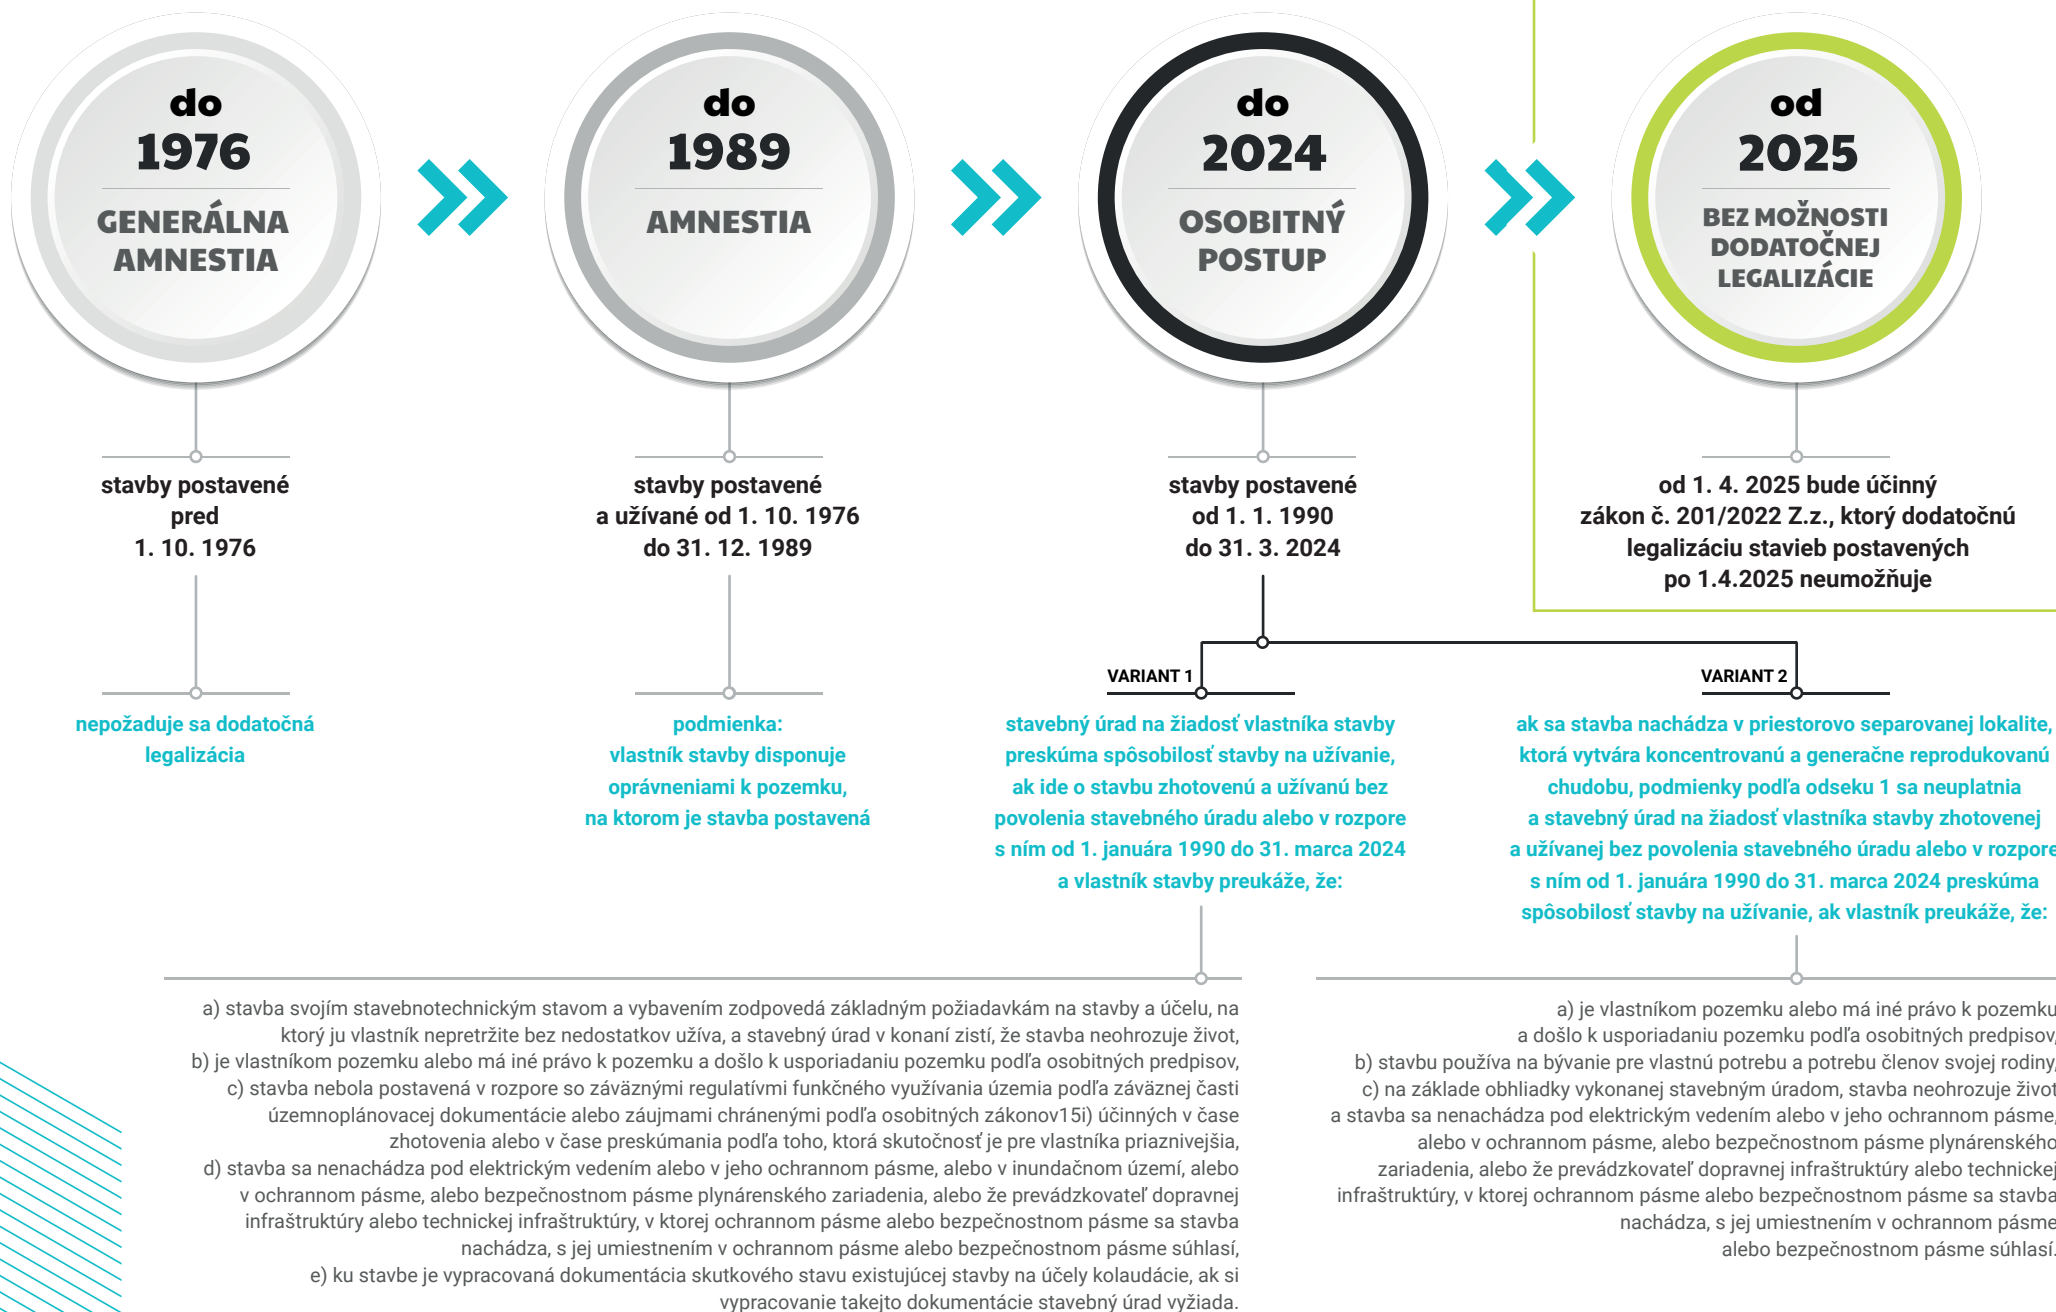 do
1976
GENERÁLNA
AMNESTIA
stavby postavené
pred
1. 10. 1976
nepožaduje sa dodatočná
legalizácia
do
1989
AMNESTIA
stavby postavené
a užívané od 1. 10. 1976
do 31. 12. 1989
podmienka:
vlastník stavby disponuje
oprávneniami k pozemku,
na ktorom je stavba postavená
do
2024
OSOBITNÝ
POSTUP
stavby postavené
od 1. 1. 1990
do 31. 3. 2024
od
2025
BEZ MOŽNOSTI
DODATOČNEJ
LEGALIZÁCIE
od 1. 4. 2025 bude účinný
zákon č. 201/2022 Z.z., ktorý dodatočnú
legalizáciu stavieb postavených
po 1.4.2025 neumožňuje
VARIANT 1
stavebný úrad na žiadosť vlastníka stavby
preskúma spôsobilosť stavby na užívanie,
ak ide o stavbu zhotovenú a užívanú bez
povolenia stavebného úradu alebo v rozpore
s ním od 1. januára 1990 do 31. marca 2024
a vlastník stavby preukáže, že:
a) stavba svojím stavebnotechnickým stavom a vybavením zodpovedá základným požiadavkám na stavby a účelu, na
ktorý ju vlastník nepretržite bez nedostatkov užíva, a stavebný úrad v konaní zistí, že stavba neohrozuje život,
b) je vlastníkom pozemku alebo má iné právo k pozemku a došlo k usporiadaniu pozemku podľa osobitných predpisov,
c) stavba nebola postavená v rozpore so záväznými regulatívmi funkčného využívania územia podľa záväznej časti
územnoplánovacej dokumentácie alebo záujmami chránenými podľa osobitných zákonov15i) účinných v čase
zhotovenia alebo v čase preskúmania podľa toho, ktorá skutočnosť je pre vlastníka priaznivejšia,
d) stavba sa nenachádza pod elektrickým vedením alebo v jeho ochrannom pásme, alebo v inundačnom území, alebo
v ochrannom pásme, alebo bezpečnostnom pásme plynárenského zariadenia, alebo že prevádzkovateľ dopravnej
infraštruktúry alebo technickej infraštruktúry, v ktorej ochrannom pásme alebo bezpečnostnom pásme sa stavba
nachádza, s jej umiestnením v ochrannom pásme alebo bezpečnostnom pásme súhlasí,
e) ku stavbe je vypracovaná dokumentácia skutkového stavu existujúcej stavby na účely kolaudácie, ak si
vypracovanie takejto dokumentácie stavebný úrad vyžiada.
VARIANT 2
ak sa stavba nachádza v priestorovo separovanej lokalite,
ktorá vytvára koncentrovanú a generačne reprodukovanú
chudobu, podmienky podľa odseku 1 sa neuplatnia
a stavebný úrad na žiadosť vlastníka stavby zhotovenej
a užívanej bez povolenia stavebného úradu alebo v rozpore
s ním od 1. januára 1990 do 31. marca 2024 preskúma
spôsobilosť stavby na užívanie, ak vlastník preukáže, že:
a) je vlastníkom pozemku alebo má iné právo k pozemku
a došlo k usporiadaniu pozemku podľa osobitných predpisov,
b) stavbu používa na bývanie pre vlastnú potrebu a potrebu členov svojej rodiny,
c) na základe obhliadky vykonanej stavebným úradom, stavba neohrozuje život
a stavba sa nenachádza pod elektrickým vedením alebo v jeho ochrannom pásme,
alebo v ochrannom pásme, alebo bezpečnostnom pásme plynárenského
zariadenia, alebo že prevádzkovateľ dopravnej infraštruktúry alebo technickej
infraštruktúry, v ktorej ochrannom pásme alebo bezpečnostnom pásme sa stavba
nachádza, s jej umiestnením v ochrannom pásme
alebo bezpečnostnom pásme súhlasí.